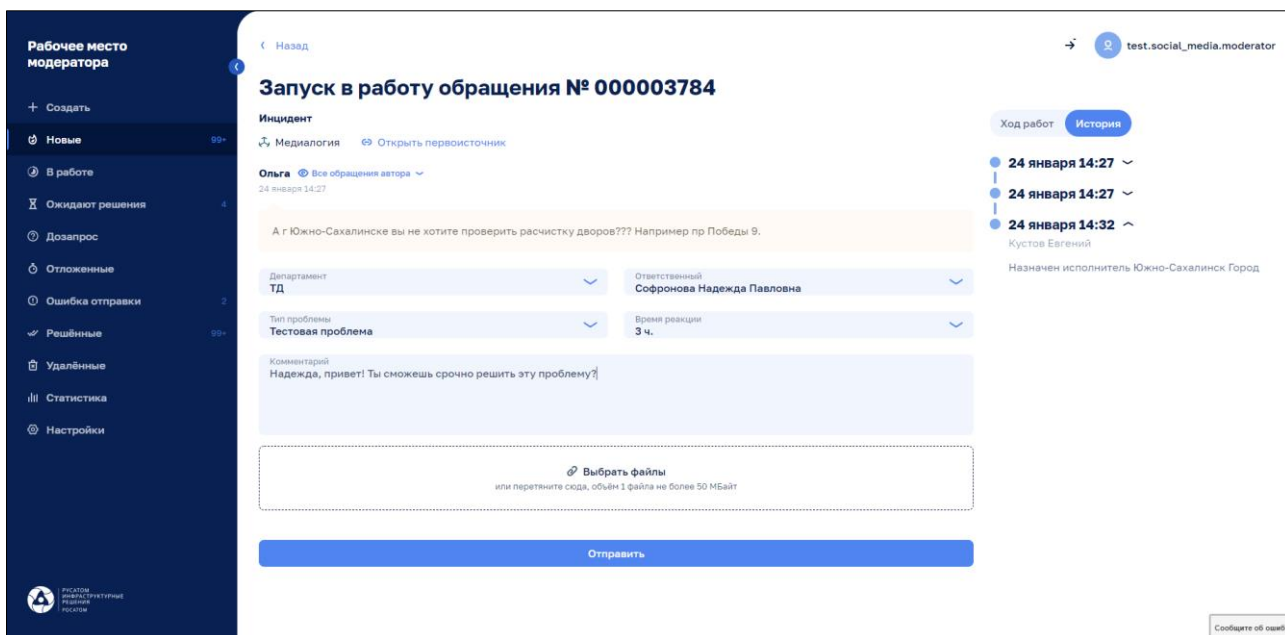 Рабочее место
модератора
+ Создать
Новые 99+
В работе
Ожидают решения 4
Дозапрос
Отложенные
Ошибка отправки 2
Решённые 99+
Удалённые
Статистика
Настройки
РУСАТОМ
ИНФРАСТРУКТУРНЫЕ
РЕШЕНИЯ
РОСАТОМ
Назад
test.social_media.moderator
Запуск в работу обращения № 000003784
Инцидент
Медиалогия Открыть первоисточник
Ольга Все обращения автора
24 января 14:27
А г Южно-Сахалинске вы не хотите проверить расчистку дворов??? Например пр Победы 9.
Департамент
ТД
Ответственный
Софронова Надежда Павловна
Тип проблемы
Тестовая проблема
Время реакции
3 ч.
Комментарий
Надежда, привет! Ты сможешь срочно решить эту проблему?
Выбрать файлы
или перетяните сюда, объём 1 файла не более 50 МБайт
Отправить
Ход работ История
24 января 14:27
24 января 14:27
24 января 14:32
Кустов Евгений
Назначен исполнитель Южно-Сахалинск Город
Сообщите об ошиб